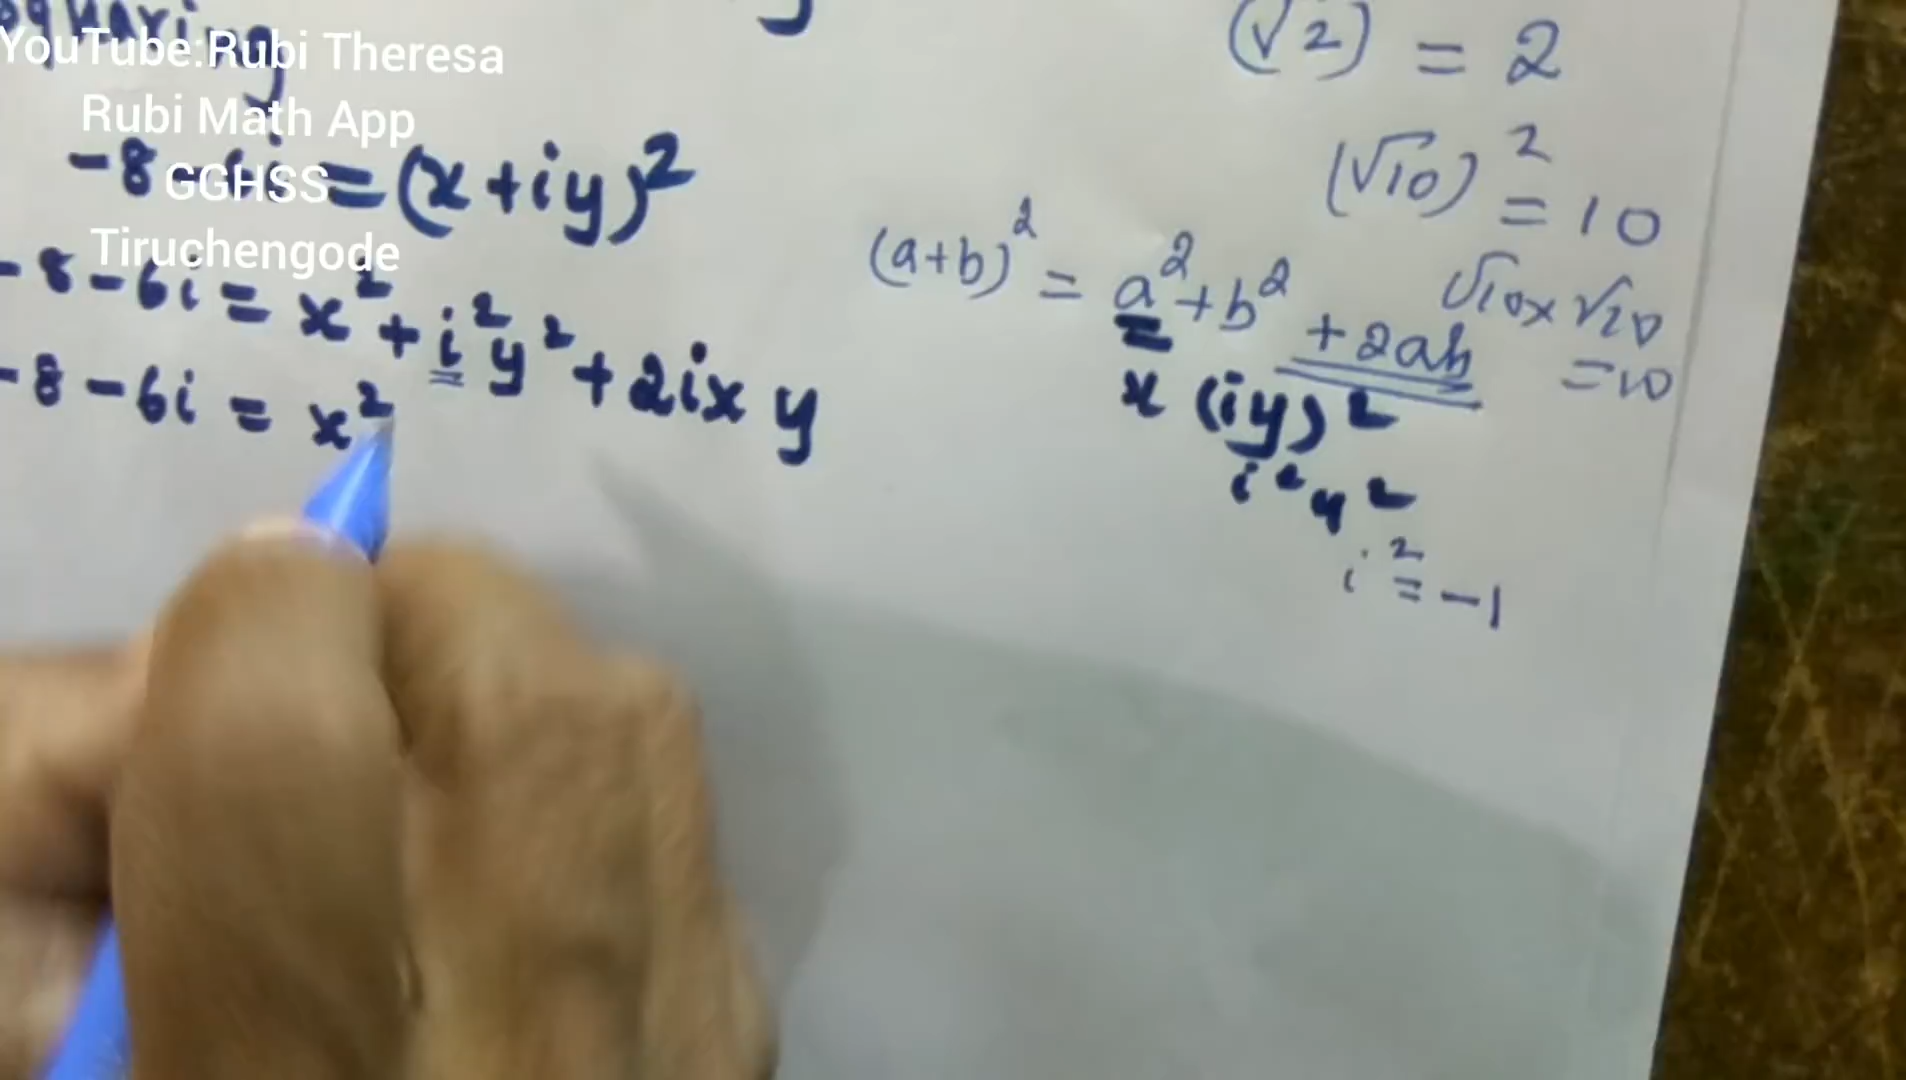 YouTube:Rubi Theresa
Rubi Math App
GGHSS
Tiruchengode
squaring
-8-6i = (x+iy)²
-8-6i = x² + i²y² + 2ixy
-8-6i = x²
(√2) = 2
(√10)² = 10
√10 x √10
= 10
(a+b)² = a² + b² + 2ab
x (iy)²
i²y²
i² = -1